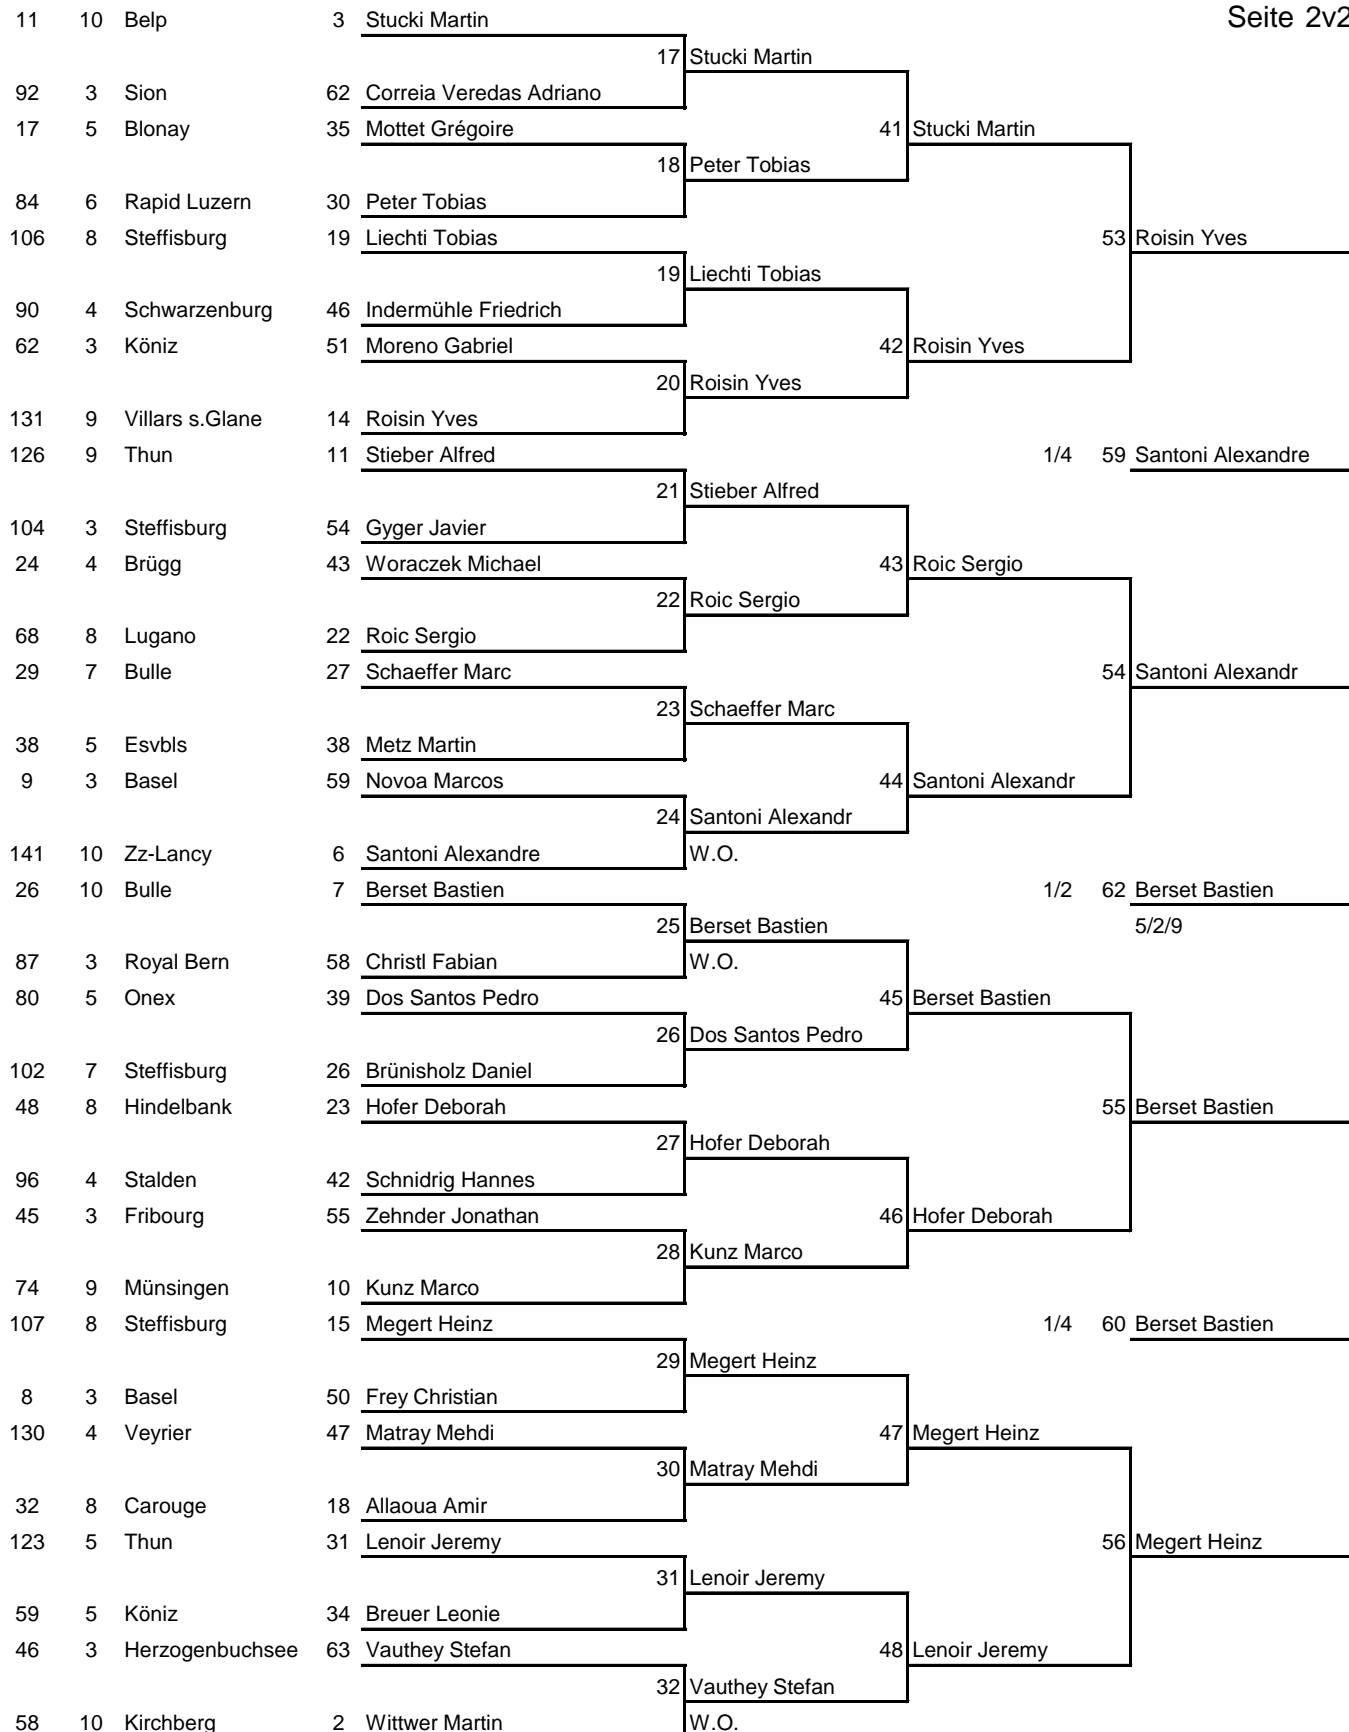 Seite 2v2
11 10 Belp 3 Stucki Martin
17 Stucki Martin
92 3 Sion 62 Correia Veredas Adriano
17 5 Blonay 35 Mottet Grégoire 41 Stucki Martin
18 Peter Tobias
84 6 Rapid Luzern 30 Peter Tobias
106 8 Steffisburg 19 Liechti Tobias 53 Roisin Yves
19 Liechti Tobias
90 4 Schwarzenburg 46 Indermühle Friedrich
62 3 Köniz 51 Moreno Gabriel 42 Roisin Yves
20 Roisin Yves
131 9 Villars s.Glane 14 Roisin Yves
126 9 Thun 11 Stieber Alfred 1/4 59 Santoni Alexandre
21 Stieber Alfred
104 3 Steffisburg 54 Gyger Javier
24 4 Brügg 43 Woraczek Michael 43 Roic Sergio
22 Roic Sergio
68 8 Lugano 22 Roic Sergio
29 7 Bulle 27 Schaeffer Marc 54 Santoni Alexandr
23 Schaeffer Marc
38 5 Esvbls 38 Metz Martin
9 3 Basel 59 Novoa Marcos 44 Santoni Alexandr
24 Santoni Alexandr
141 10 Zz-Lancy 6 Santoni Alexandre W.O.
26 10 Bulle 7 Berset Bastien 1/2 62 Berset Bastien
25 Berset Bastien 5/2/9
87 3 Royal Bern 58 Christl Fabian W.O.
80 5 Onex 39 Dos Santos Pedro 45 Berset Bastien
26 Dos Santos Pedro
102 7 Steffisburg 26 Brünisholz Daniel
48 8 Hindelbank 23 Hofer Deborah 55 Berset Bastien
27 Hofer Deborah
96 4 Stalden 42 Schnidrig Hannes
45 3 Fribourg 55 Zehnder Jonathan 46 Hofer Deborah
28 Kunz Marco
74 9 Münsingen 10 Kunz Marco
107 8 Steffisburg 15 Megert Heinz 1/4 60 Berset Bastien
29 Megert Heinz
8 3 Basel 50 Frey Christian
130 4 Veyrier 47 Matray Mehdi 47 Megert Heinz
30 Matray Mehdi
32 8 Carouge 18 Allaoua Amir
123 5 Thun 31 Lenoir Jeremy 56 Megert Heinz
31 Lenoir Jeremy
59 5 Köniz 34 Breuer Leonie
46 3 Herzogenbuchsee 63 Vauthey Stefan 48 Lenoir Jeremy
32 Vauthey Stefan
58 10 Kirchberg 2 Wittwer Martin W.O.